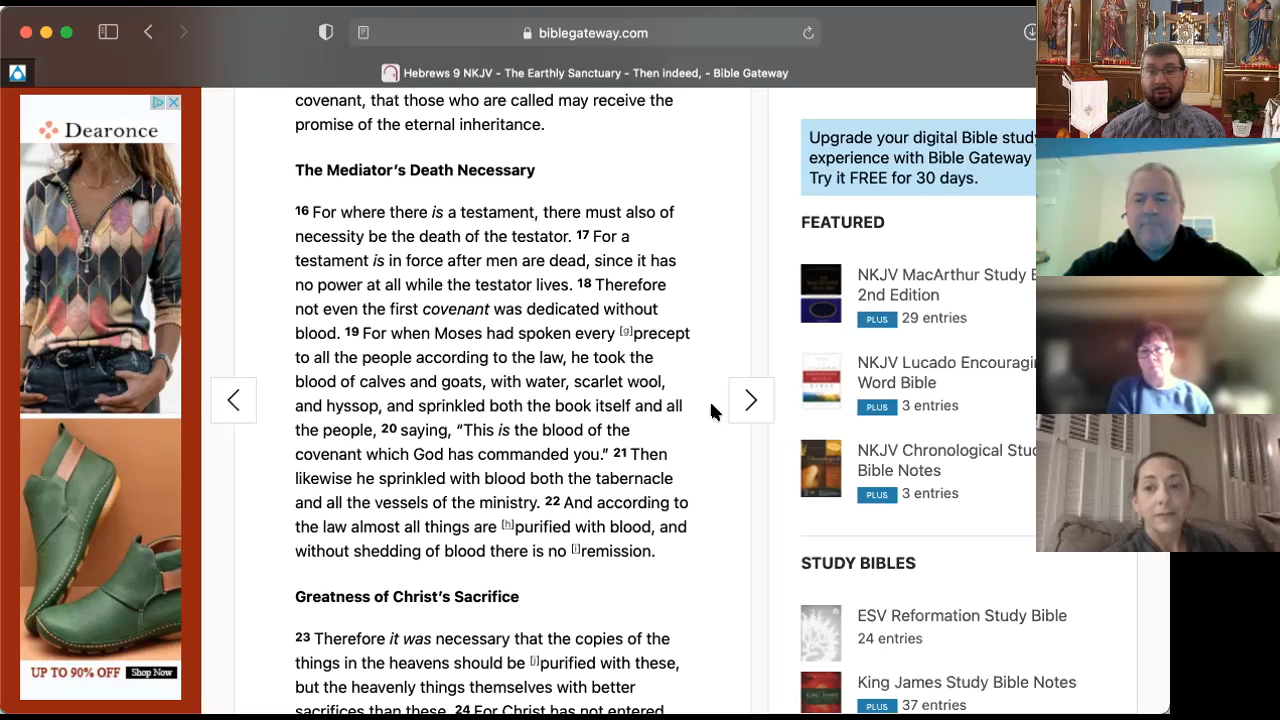 biblegateway.com
Hebrews 9 NKJV - The Earthly Sanctuary - Then indeed, - Bible Gateway
Dearonce
UP TO 90% OFF Shop Now
covenant, that those who are called may receive the
promise of the eternal inheritance.
The Mediator’s Death Necessary
16 For where there is a testament, there must also of
necessity be the death of the testator. 17 For a
testament is in force after men are dead, since it has
no power at all while the testator lives. 18 Therefore
not even the first covenant was dedicated without
blood. 19 For when Moses had spoken every [g]precept
to all the people according to the law, he took the
blood of calves and goats, with water, scarlet wool,
and hyssop, and sprinkled both the book itself and all
the people, 20 saying, “This is the blood of the
covenant which God has commanded you.” 21 Then
likewise he sprinkled with blood both the tabernacle
and all the vessels of the ministry. 22 And according to
the law almost all things are [h]purified with blood, and
without shedding of blood there is no [i]remission.
Greatness of Christ’s Sacrifice
23 Therefore it was necessary that the copies of the
things in the heavens should be [j]purified with these,
but the heavenly things themselves with better
sacrifices than these. 24 For Christ has not entered
Upgrade your digital Bible study
experience with Bible Gateway
Try it FREE for 30 days.
FEATURED
NKJV MacArthur Study
2nd Edition
PLUS 29 entries
NKJV Lucado Encouragi
Word Bible
PLUS 3 entries
NKJV Chronological Stu
Bible Notes
PLUS 3 entries
STUDY BIBLES
ESV Reformation Study Bible
24 entries
King James Study Bible Notes
PLUS 37 entries